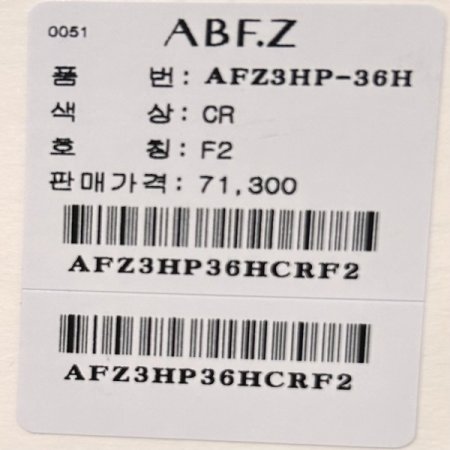 0051 ABF.Z
품 번: AFZ3HP-36H
색 상: CR
호 칭: F2
판매가격: 71,300
AFZ3HP36HCRF2
AFZ3HP36HCRF2